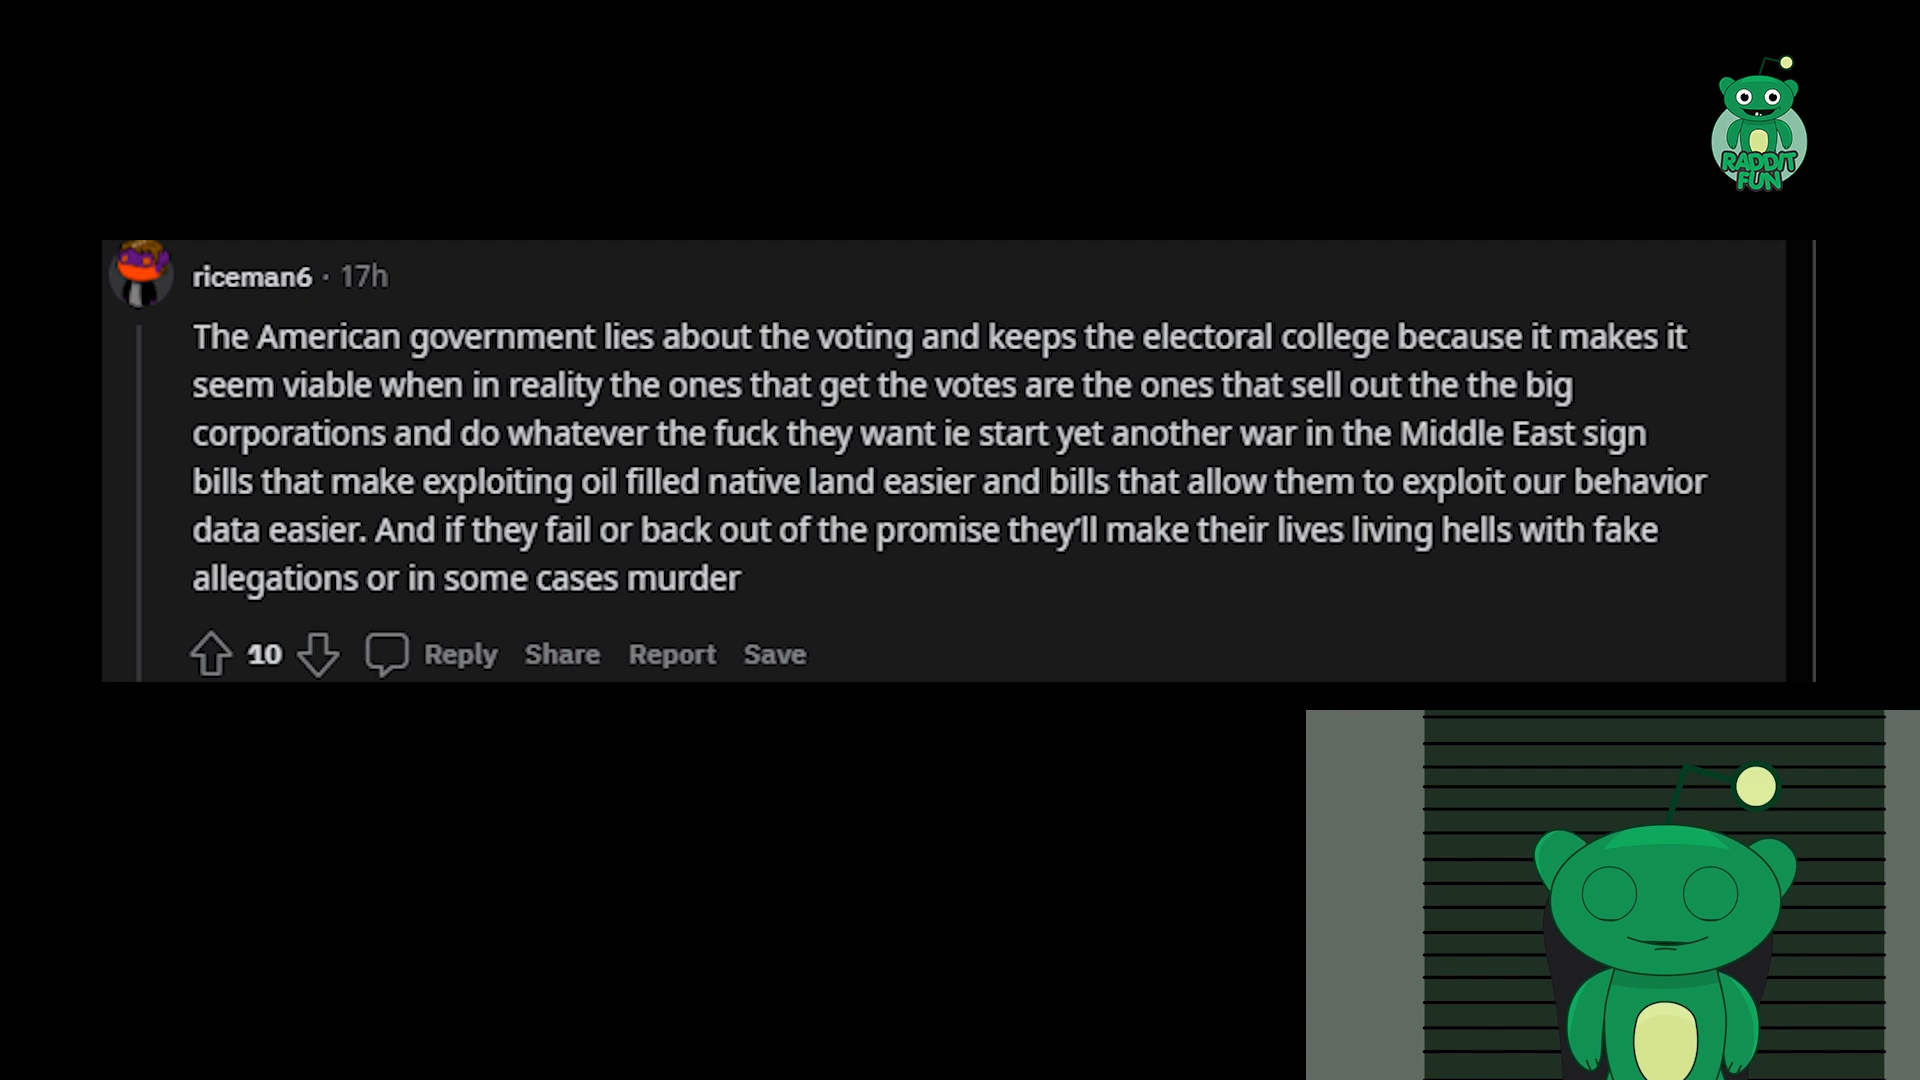 RADDIT
FUN
riceman6 · 17h
The American government lies about the voting and keeps the electoral college because it makes it
seem viable when in reality the ones that get the votes are the ones that sell out the the big
corporations and do whatever the fuck they want ie start yet another war in the Middle East sign
bills that make exploiting oil filled native land easier and bills that allow them to exploit our behavior
data easier. And if they fail or back out of the promise they’ll make their lives living hells with fake
allegations or in some cases murder
10 Reply Share Report Save